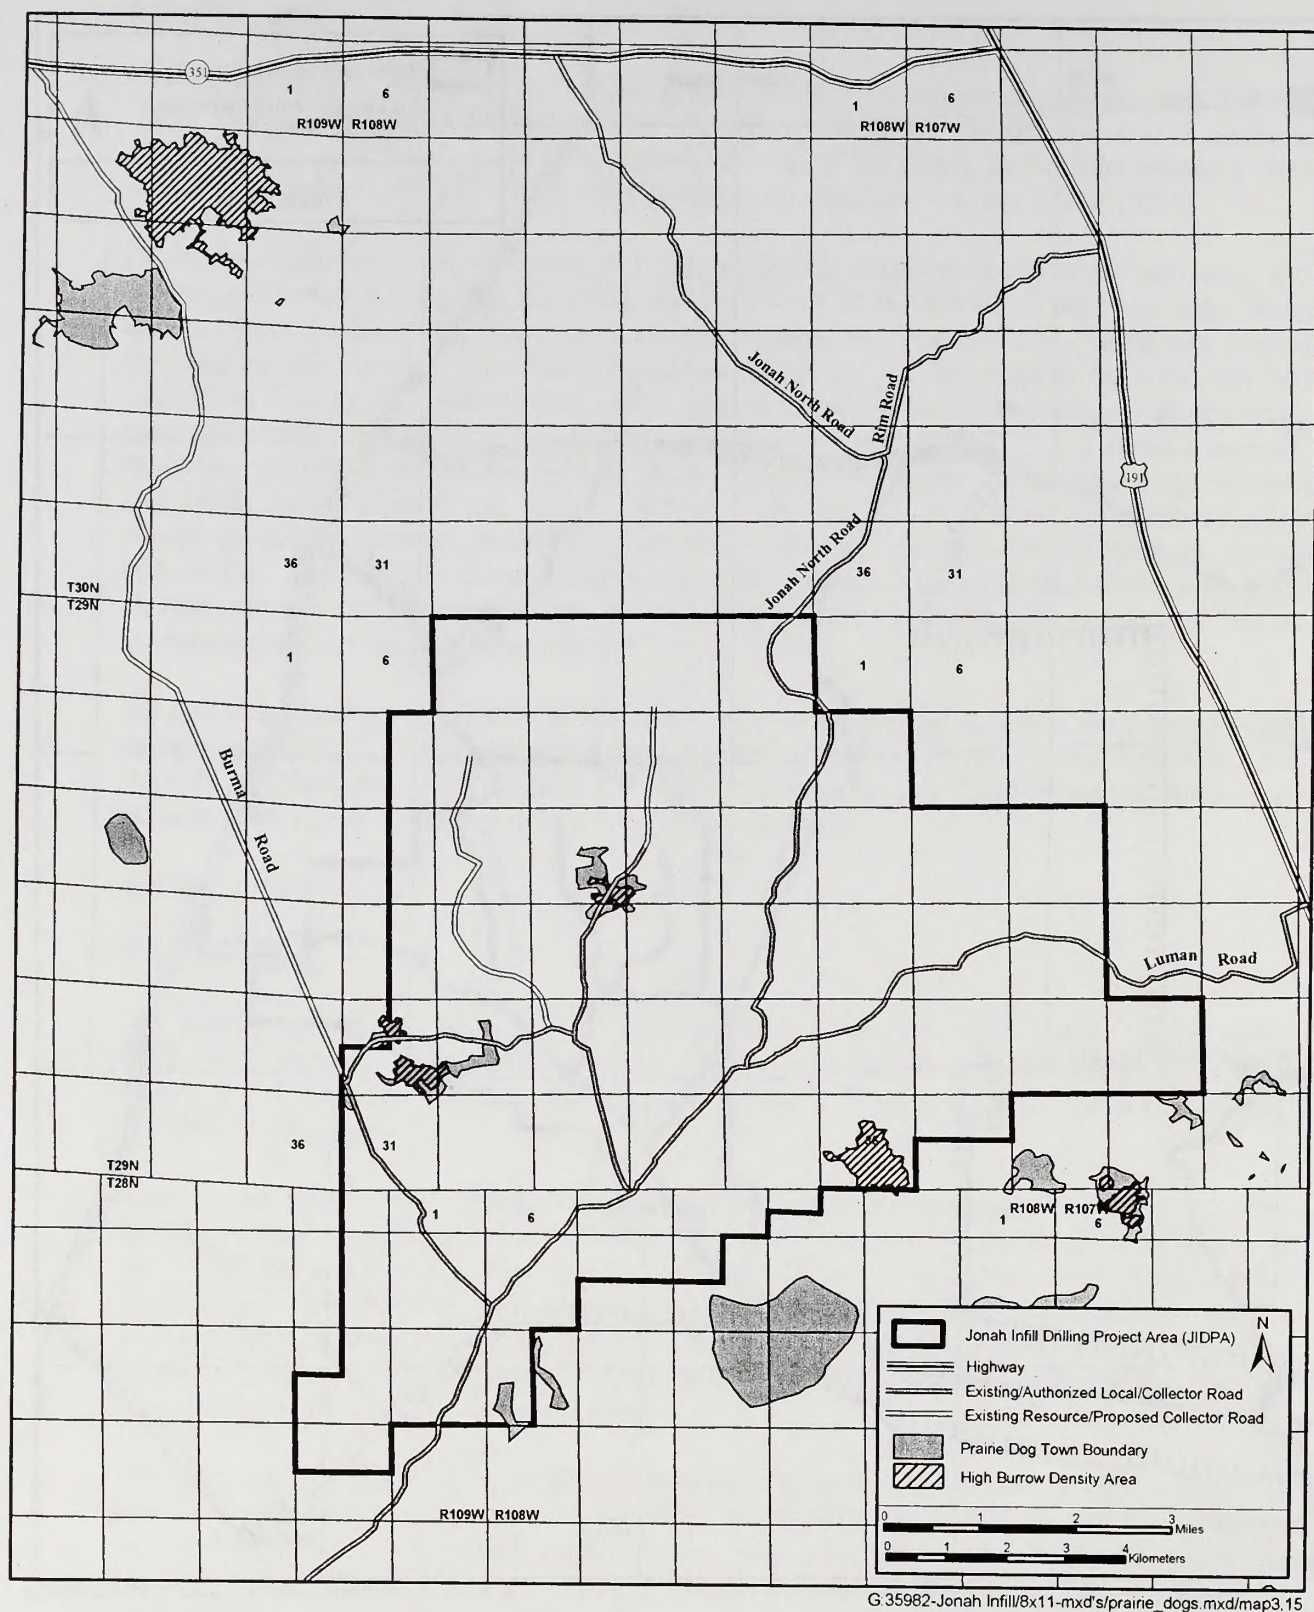 351
1 6
R109W R108W
1 6
R108W R107W
Jonah North Road
Rim Road
191
Jonah North Road
36 31
36 31
T30N
T29N
1 6
1 6
Burma Road
Luman Road
36 31
T29N
T28N
1 6
R108W R107W
1 6
N
Jonah Infill Drilling Project Area (JIDPA)
Highway
Existing/Authorized Local/Collector Road
Existing Resource/Proposed Collector Road
Prairie Dog Town Boundary
High Burrow Density Area
0 1 2 3
Miles
0 1 2 3 4
Kilometers
R109W R108W
G:35982-Jonah Infill/8x11-mxd's/prairie_dogs.mxd/map3.15